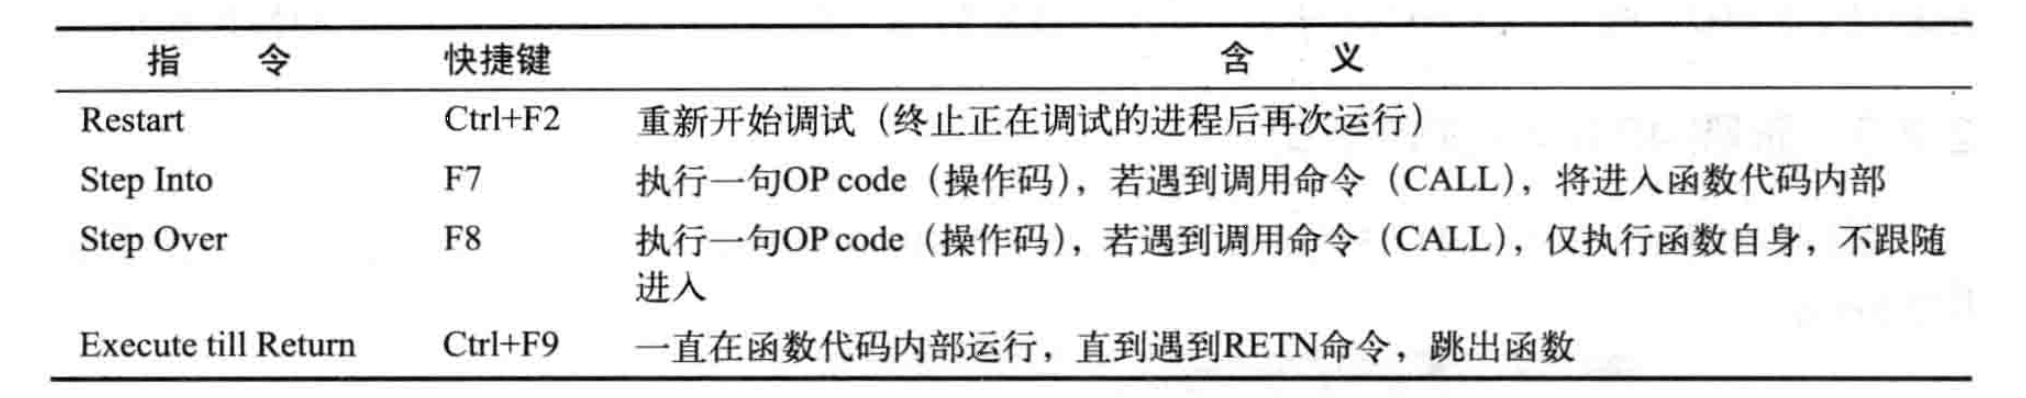 指 令 快捷键 含 义
Restart Ctrl+F2 重新开始调试（终止正在调试的进程后再次运行）
Step Into F7 执行一句OP code（操作码），若遇到调用命令（CALL），将进入函数代码内部
Step Over F8 执行一句OP code（操作码），若遇到调用命令（CALL），仅执行函数自身，不跟随
进入
Execute till Return Ctrl+F9 一直在函数代码内部运行，直到遇到RETN命令，跳出函数